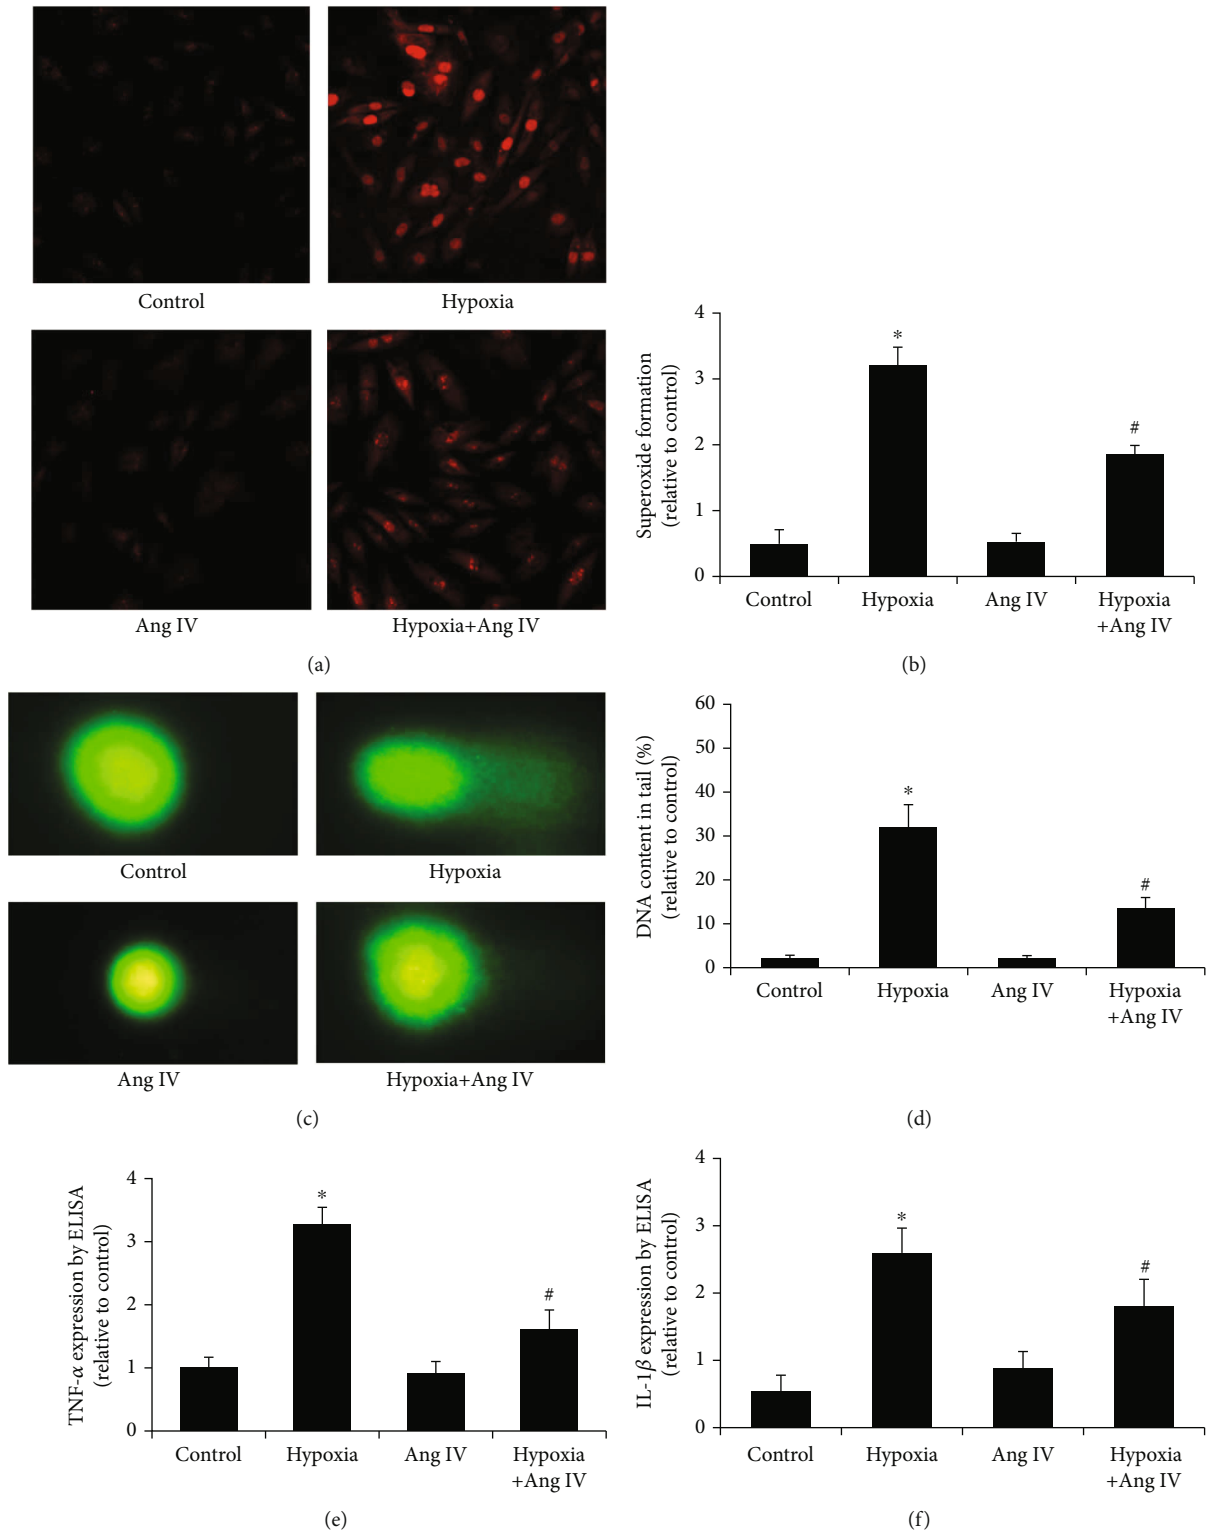 Control
Hypoxia
Ang IV
Hypoxia+Ang IV
(a)
Superoxide formation
(relative to control)
4
3
2
1
0
*
#
Control
Hypoxia
Ang IV
Hypoxia
+Ang IV
(b)
Control
Hypoxia
Ang IV
Hypoxia+Ang IV
(c)
DNA content in tail (%)
(relative to control)
60
50
40
30
20
10
0
*
#
Control
Hypoxia
Ang IV
Hypoxia
+Ang IV
(d)
TNF-α expression by ELISA
(relative to control)
4
3
2
1
0
*
#
Control
Hypoxia
Ang IV
Hypoxia
+Ang IV
(e)
IL-1β expression by ELISA
(relative to control)
4
3
2
1
0
*
#
Control
Hypoxia
Ang IV
Hypoxia
+Ang IV
(f)